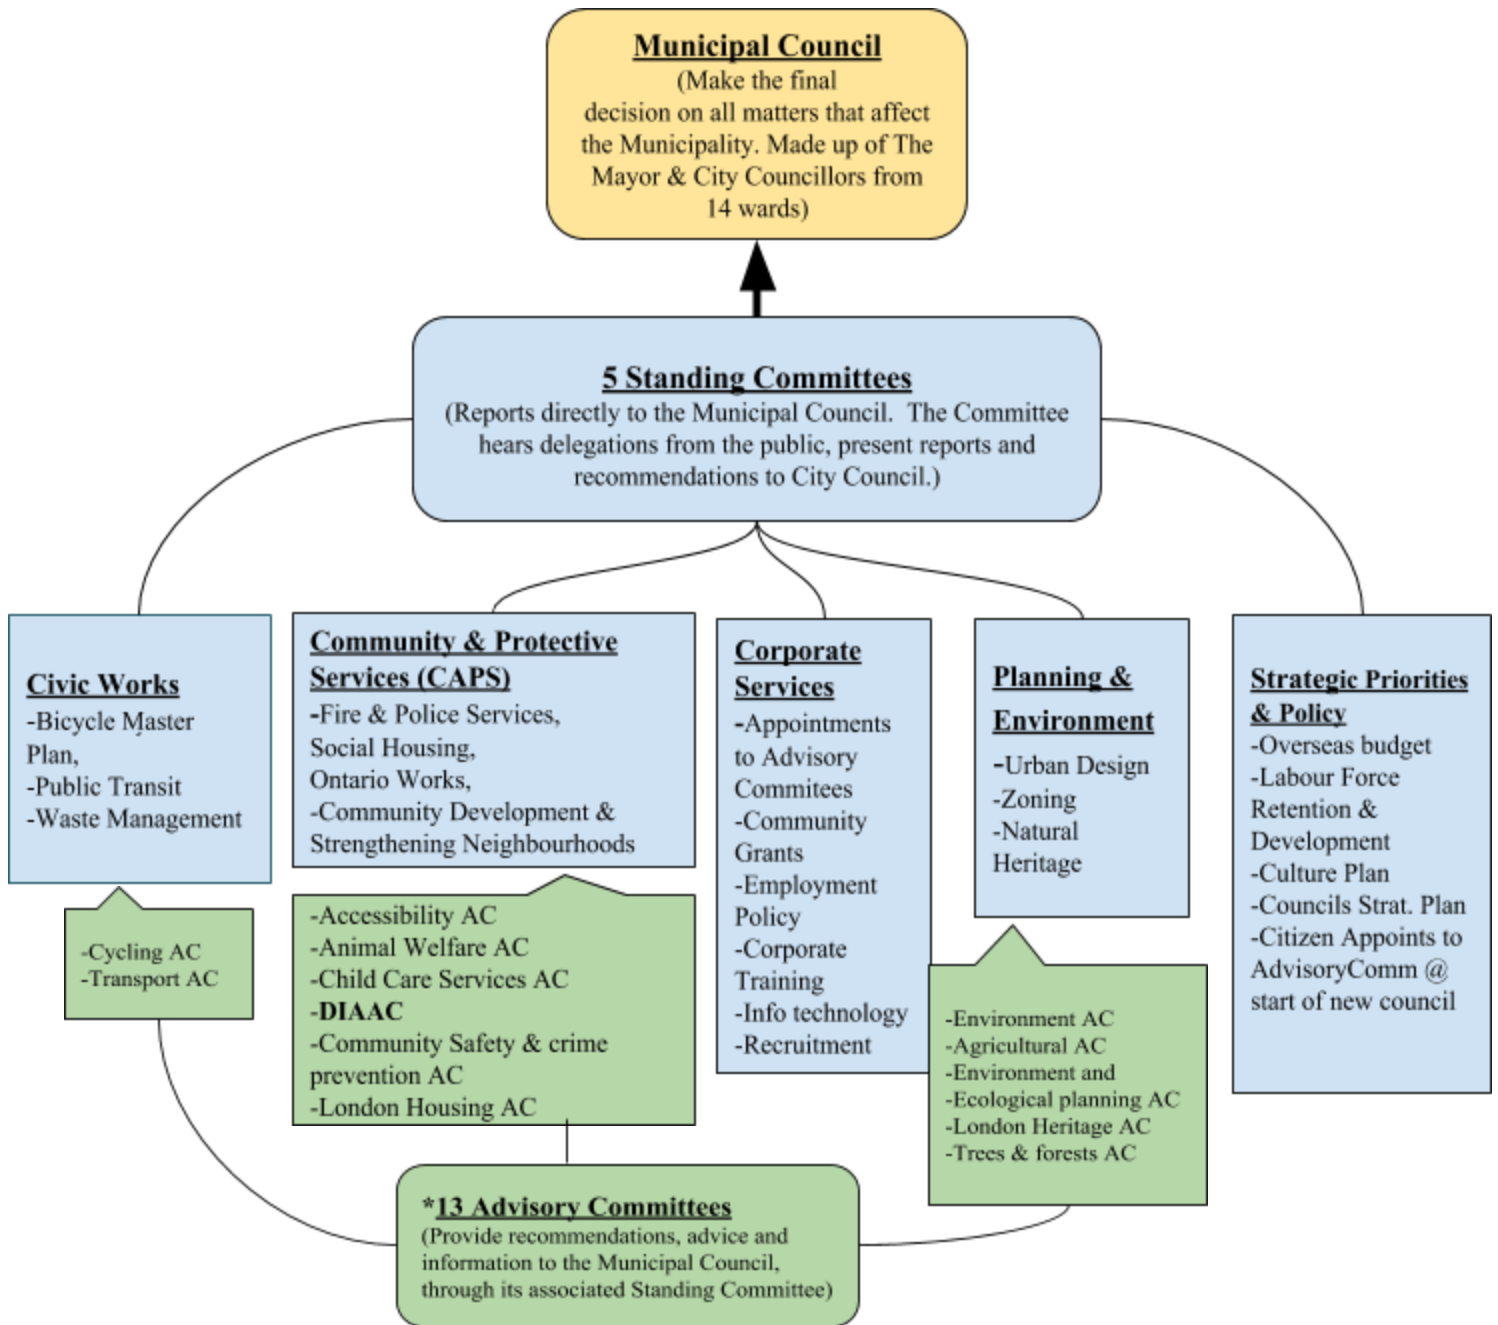 Municipal Council
(Make the final
decision on all matters that affect
the Municipality. Made up of The
Mayor & City Councillors from
14 wards)
5 Standing Committees
(Reports directly to the Municipal Council.  The Committee
hears delegations from the public, present reports and
recommendations to City Council.)
Civic Works
-Bicycle Master
Plan,
-Public Transit
-Waste Management
Community & Protective
Services (CAPS)
-Fire & Police Services,
Social Housing,
Ontario Works,
-Community Development &
Strengthening Neighbourhoods
Corporate
Services
-Appointments
to Advisory
Commitees
-Community
Grants
-Employment
Policy
-Corporate
Training
-Info technology
-Recruitment
Planning &
Environment
-Urban Design
-Zoning
-Natural
Heritage
Strategic Priorities
& Policy
-Overseas budget
-Labour Force
Retention &
Development
-Culture Plan
-Councils Strat. Plan
-Citizen Appoints to
AdvisoryComm @
start of new council
-Cycling AC
-Transport AC
-Accessibility AC
-Animal Welfare AC
-Child Care Services AC
-DIAAC
-Community Safety & crime
prevention AC
-London Housing AC
-Environment AC
-Agricultural AC
-Environment and
-Ecological planning AC
-London Heritage AC
-Trees & forests AC
*13 Advisory Committees
(Provide recommendations, advice and
information to the Municipal Council,
through its associated Standing Committee)